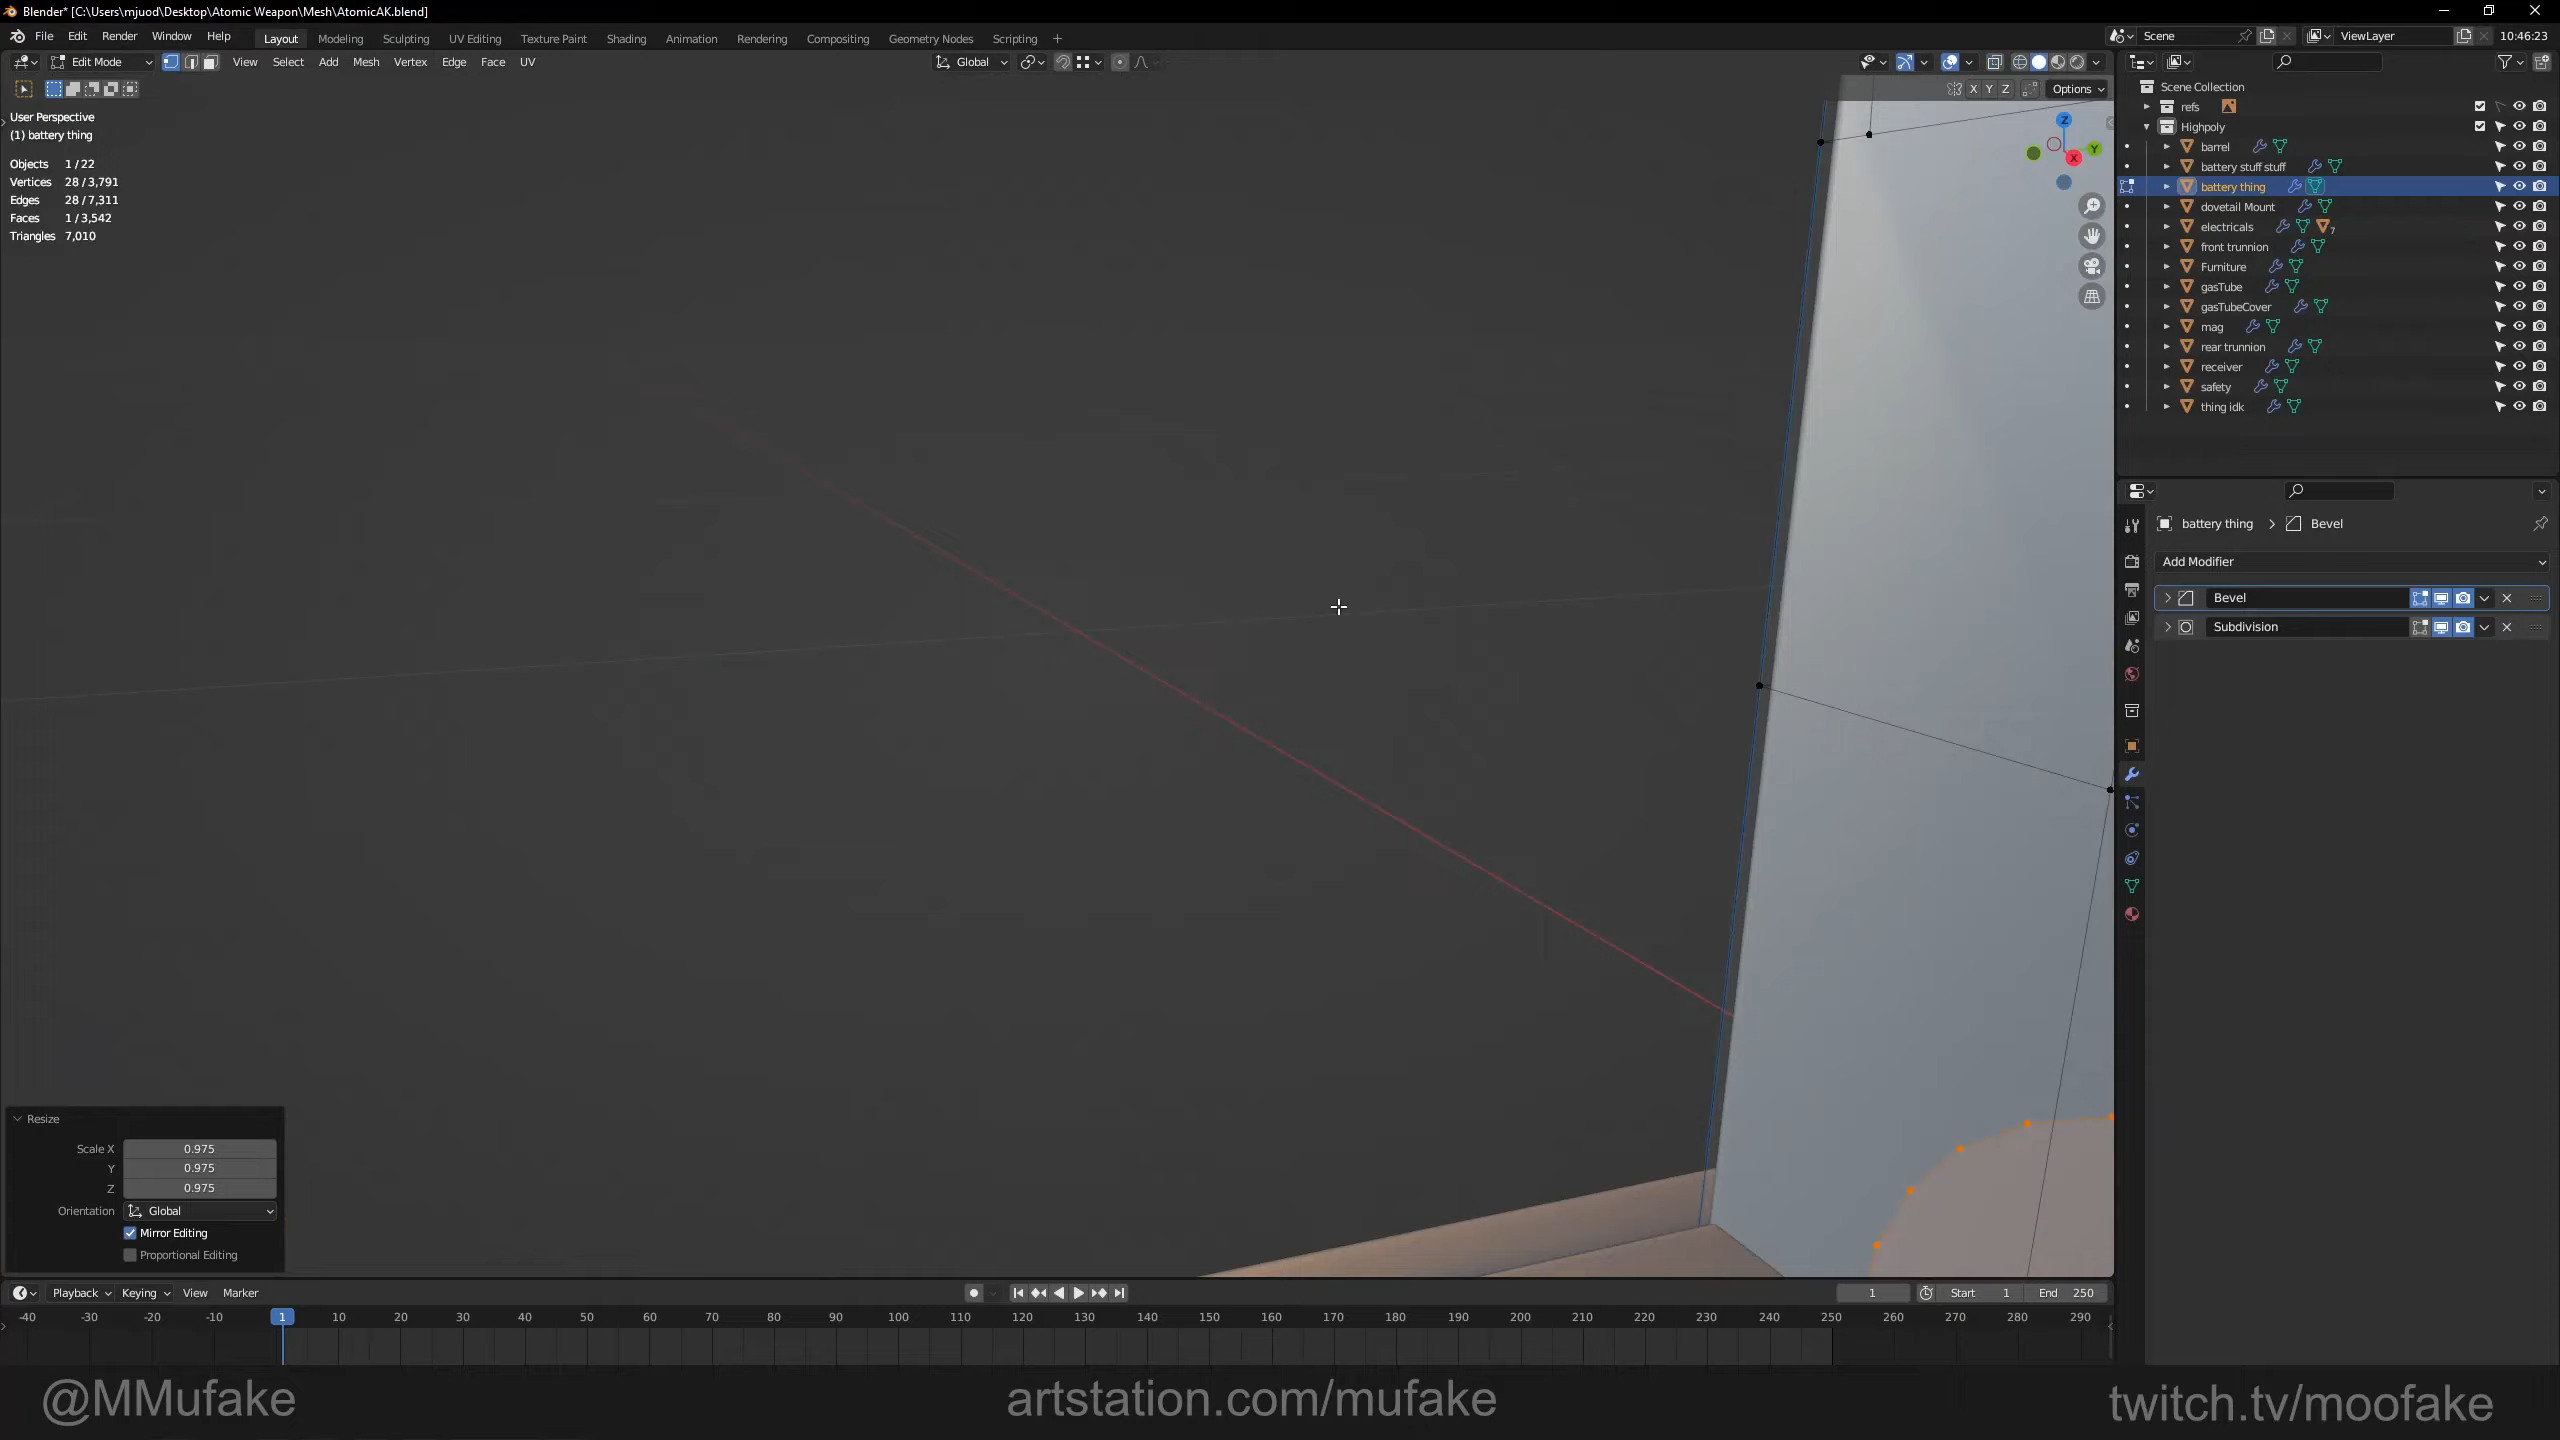 Blender* [C:\Users\mjuod\Desktop\Atomic Weapon\Mesh\AtomicAK.blend]
File Edit Render Window Help Layout Modeling Sculpting UV Editing Texture Paint Shading Animation Rendering Compositing Geometry Nodes Scripting + Scene ViewLayer 10:46:23
Edit Mode View Select Add Mesh Vertex Edge Face UV Global
X Y Z Options
User Perspective
(1) battery thing
Objects 1 / 22
Vertices 28 / 3,791
Edges 28 / 7,311
Faces 1 / 3,542
Triangles 7,010
Z
Y
X
Scene Collection
refs
Highpoly
barrel
battery stuff stuff
battery thing
dovetail Mount
electricals 7
front trunnion
Furniture
gasTube
gasTubeCover
mag
rear trunnion
receiver
safety
thing idk
battery thing > Bevel
Add Modifier
Bevel
Subdivision
Resize
Scale X 0.975
Y 0.975
Z 0.975
Orientation Global
Mirror Editing
Proportional Editing
Playback Keying View Marker 1 Start 1 End 250
-40 -30 -20 -10 1 10 20 30 40 50 60 70 80 90 100 110 120 130 140 150 160 170 180 190 200 210 220 230 240 250 260 270 280 290
@MMufake artstation.com/mufake twitch.tv/moofake